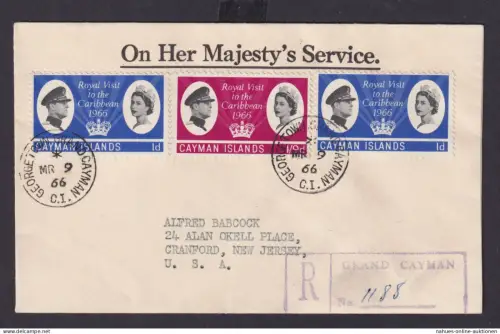 On Her Majesty's Service.
Royal Visit to the Caribbean 1966
CAYMAN ISLANDS 1d
Royal Visit to the Caribbean 1966
CAYMAN ISLANDS
Royal Visit to the Caribbean 1966
CAYMAN ISLANDS 1d
GEORGETOWN CAYMAN C.I.
MR 9
66
GEORGETOWN CAYMAN C.I.
MR 9
66
ALFRED BABCOCK
24 ALAN OKELL PLACE,
CRANFORD, NEW JERSEY,
U. S. A.
R
GRAND CAYMAN
No. 1188